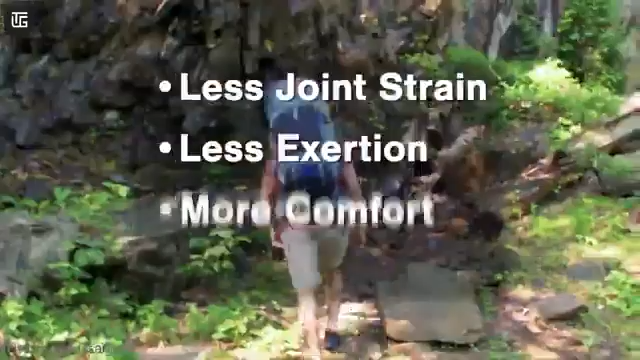 • Less Joint Strain
• Less Exertion
• More Comfort